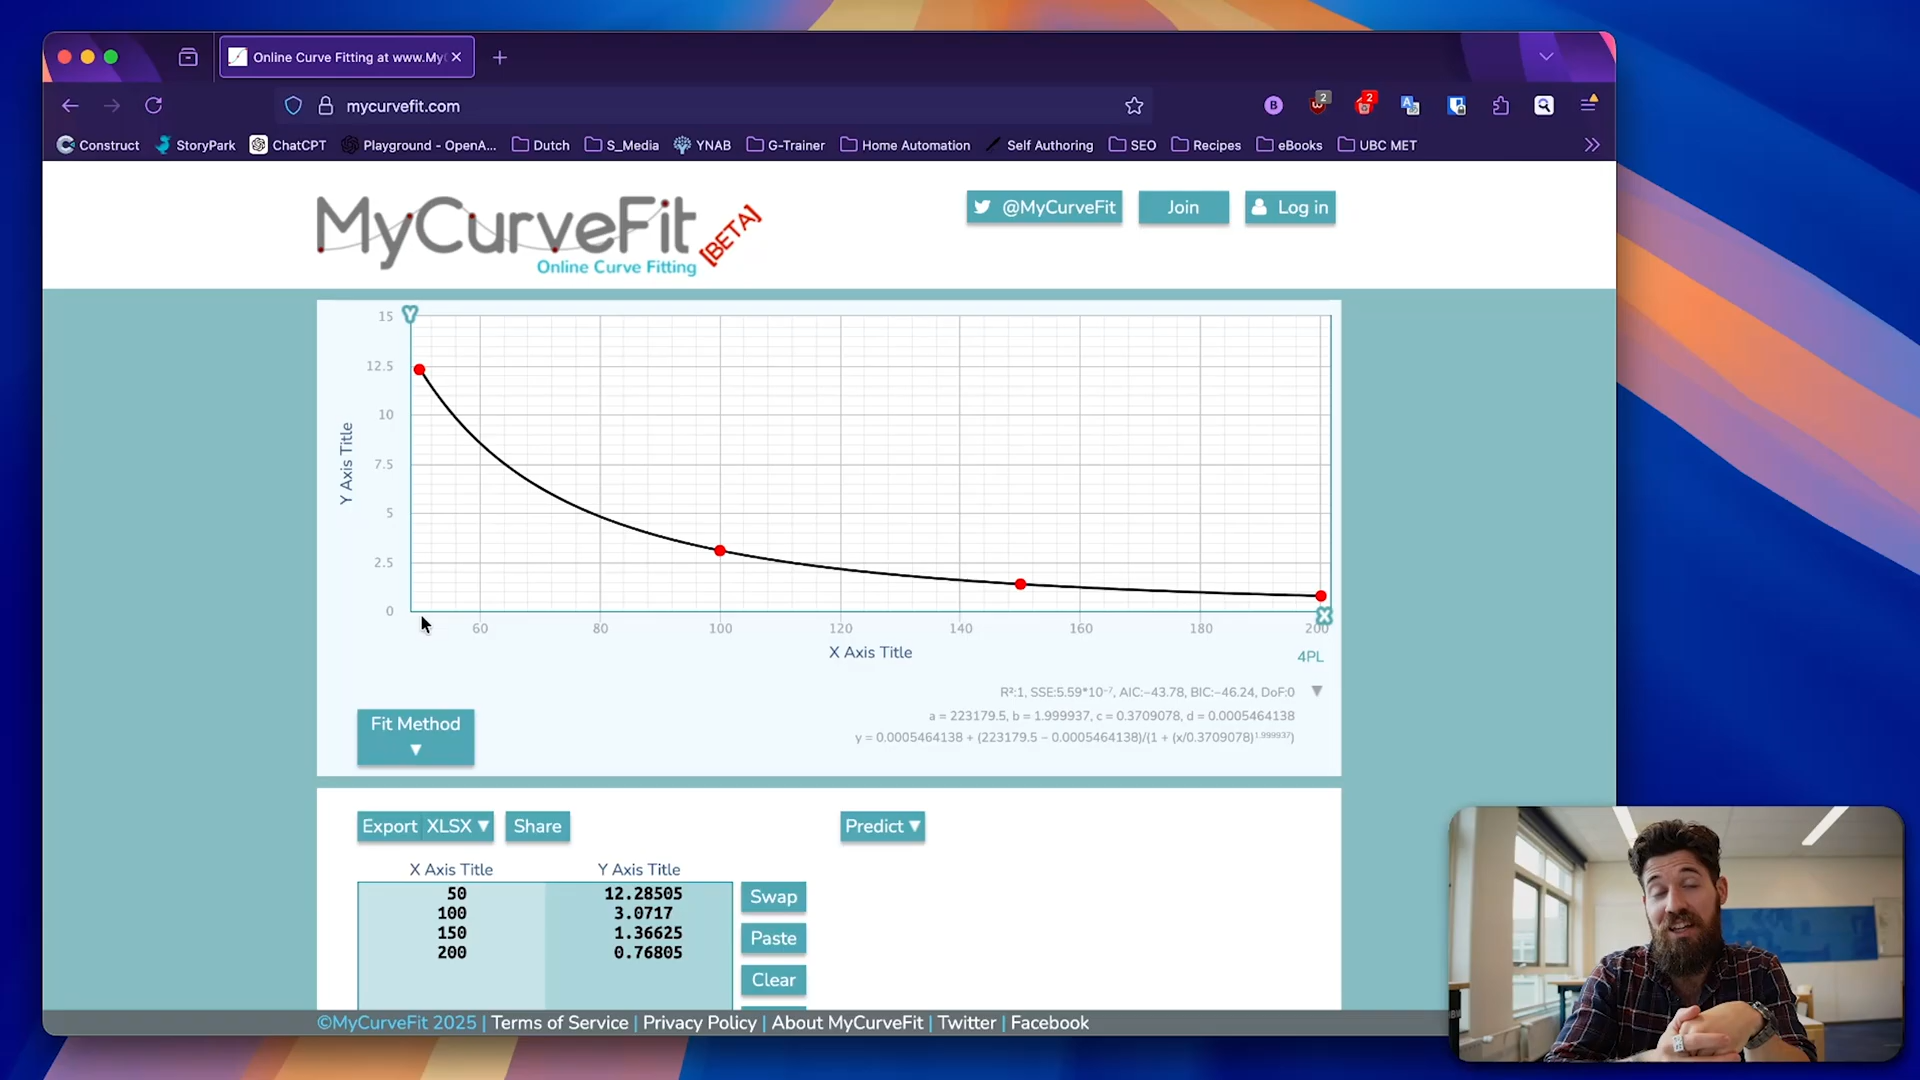 Online Curve Fitting at www.My
mycurvefit.com
B
2
2
Construct
StoryPark
ChatCPT
Playground - OpenA...
Dutch
S_Media
YNAB
G-Trainer
Home Automation
Self Authoring
SEO
Recipes
eBooks
UBC MET
MyCurveFit
[BETA]
Online Curve Fitting
@MyCurveFit
Join
Log in
Y
15
12.5
10
7.5
5
2.5
0
Y Axis Title
60 80 100 120 140 160 180 200
X
X Axis Title
4PL
R²:1, SSE:5.59*10⁻⁷, AIC:−43.78, BIC:−46.24, DoF:0
a = 223179.5, b = 1.999937, c = 0.3709078, d = 0.0005464138
y = 0.0005464138 + (223179.5 − 0.0005464138)/(1 + (x/0.3709078)¹·⁹⁹⁹⁹³⁷)
Fit Method
Export XLSX
Share
Predict
X Axis Title Y Axis Title
50 12.28505
100 3.0717
150 1.36625
200 0.76805
Swap
Paste
Clear
©MyCurveFit 2025 | Terms of Service | Privacy Policy | About MyCurveFit | Twitter | Facebook